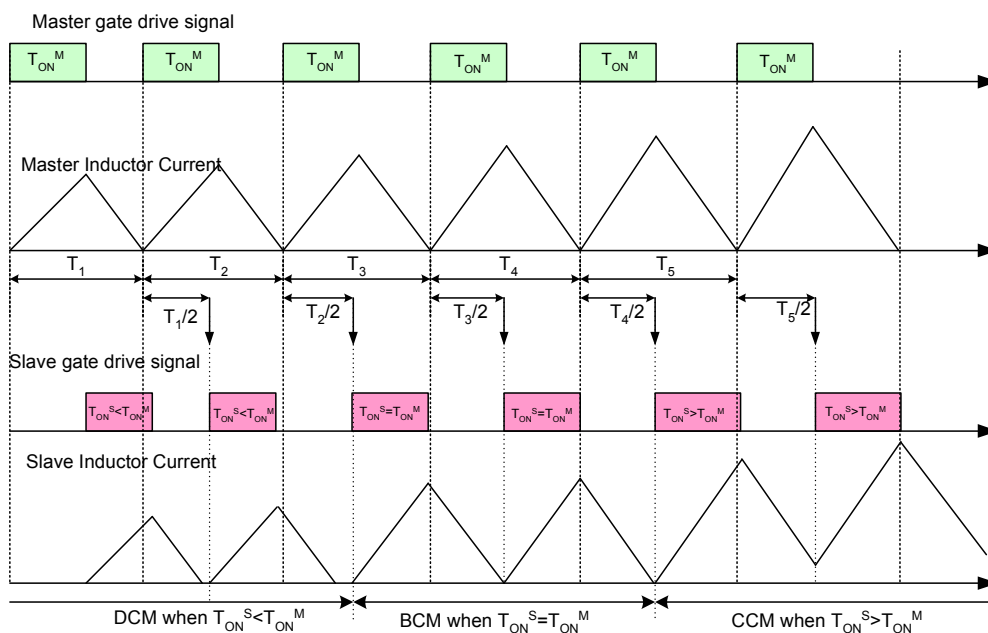 Master gate drive signal
T_ON^M T_ON^M T_ON^M T_ON^M T_ON^M T_ON^M
Master Inductor Current
T_1 T_2 T_3 T_4 T_5
T_1/2 T_2/2 T_3/2 T_4/2 T_5/2
Slave gate drive signal
T_ON^S<T_ON^M T_ON^S<T_ON^M T_ON^S=T_ON^M T_ON^S=T_ON^M T_ON^S>T_ON^M T_ON^S>T_ON^M
Slave Inductor Current
DCM when T_ON^S<T_ON^M BCM when T_ON^S=T_ON^M CCM when T_ON^S>T_ON^M